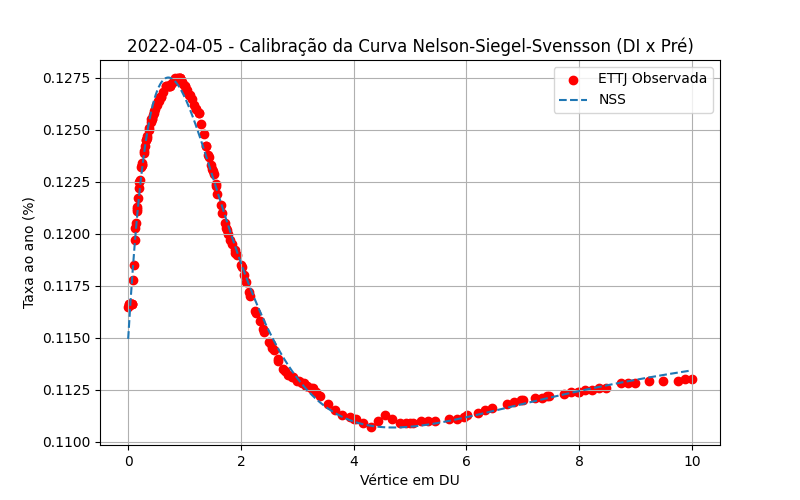 2022-04-05 - Calibração da Curva Nelson-Siegel-Svensson (DI x Pré)
ETTJ Observada
NSS
Taxa ao ano (%)
0.1275
0.1250
0.1225
0.1200
0.1175
0.1150
0.1125
0.1100
0 2 4 6 8 10
Vértice em DU